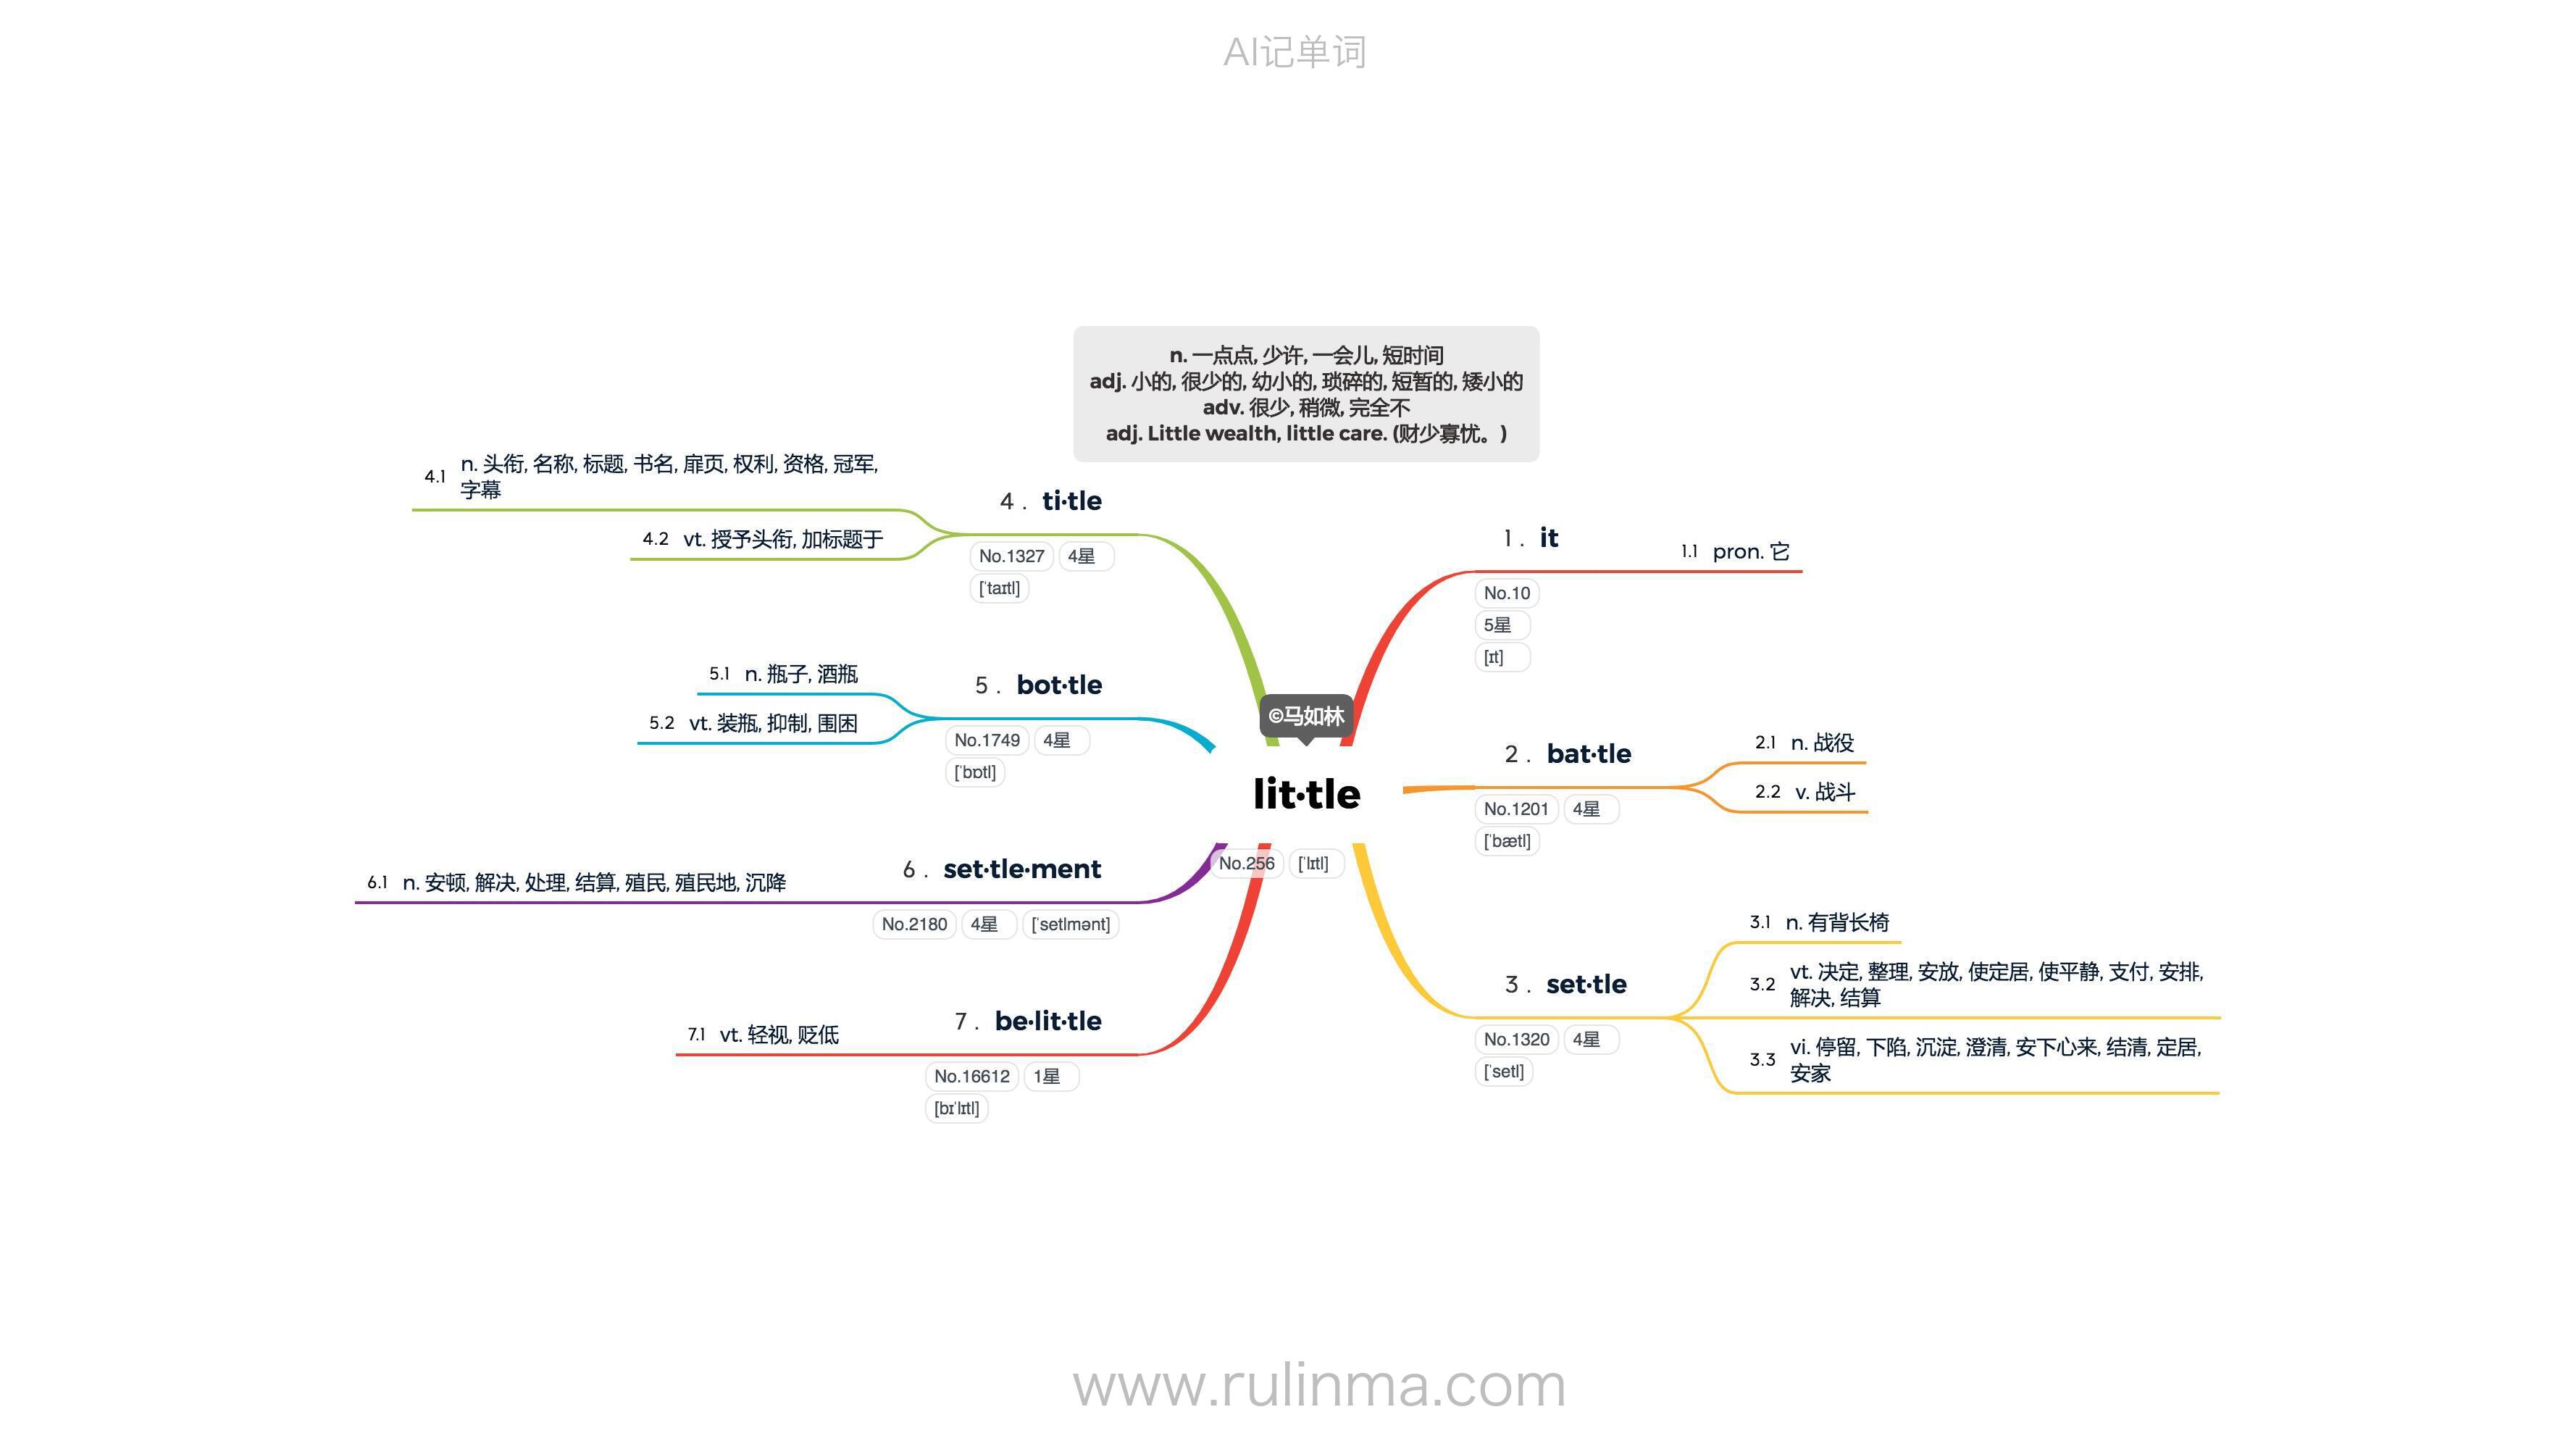 AI记单词
n. 一点点, 少许, 一会儿, 短时间
adj. 小的, 很少的, 幼小的, 琐碎的, 短暂的, 矮小的
adv. 很少, 稍微, 完全不
adj. Little wealth, little care. (财少寡忧。)
©马如林
lit·tle
No.256 [ˈlɪtl]
1 . it
No.10
5星
[ɪt]
1.1 pron. 它
2 . bat·tle
No.1201 4星
[ˈbætl]
2.1 n. 战役
2.2 v. 战斗
3 . set·tle
No.1320 4星
[ˈsetl]
3.1 n. 有背长椅
3.2 vt. 决定, 整理, 安放, 使定居, 使平静, 支付, 安排,
解决, 结算
3.3 vi. 停留, 下陷, 沉淀, 澄清, 安下心来, 结清, 定居,
安家
4 . ti·tle
No.1327 4星
[ˈtaɪtl]
4.1 n. 头衔, 名称, 标题, 书名, 扉页, 权利, 资格, 冠军,
字幕
4.2 vt. 授予头衔, 加标题于
5 . bot·tle
No.1749 4星
[ˈbɒtl]
5.1 n. 瓶子, 酒瓶
5.2 vt. 装瓶, 抑制, 围困
6 . set·tle·ment
No.2180 4星 [ˈsetlmənt]
6.1 n. 安顿, 解决, 处理, 结算, 殖民, 殖民地, 沉降
7 . be·lit·tle
No.16612 1星
[bɪˈlɪtl]
7.1 vt. 轻视, 贬低
www.rulinma.com